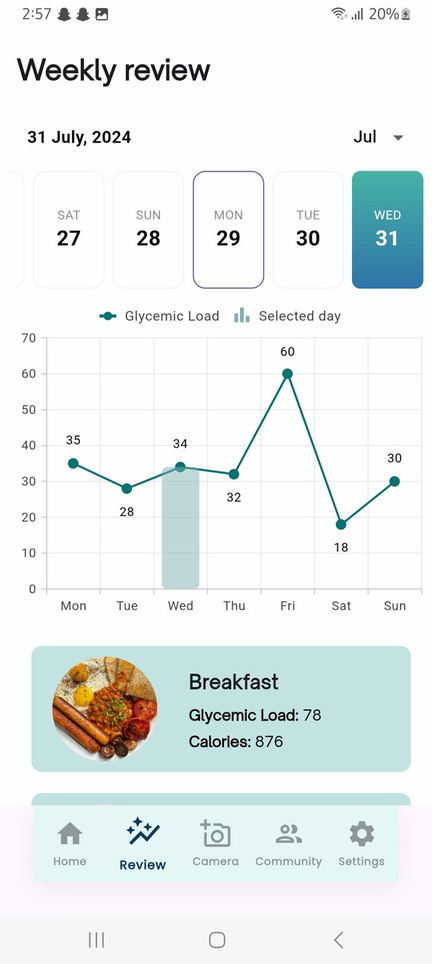 2:57 20%
Weekly review
31 July, 2024 Jul
SAT SUN MON TUE WED
27 28 29 30 31
Glycemic Load Selected day
70
60
60
50
40
35
34
30
32
30
28
20
18
10
0
Mon Tue Wed Thu Fri Sat Sun
Breakfast
Glycemic Load: 78
Calories: 876
Home Review Camera Community Settings